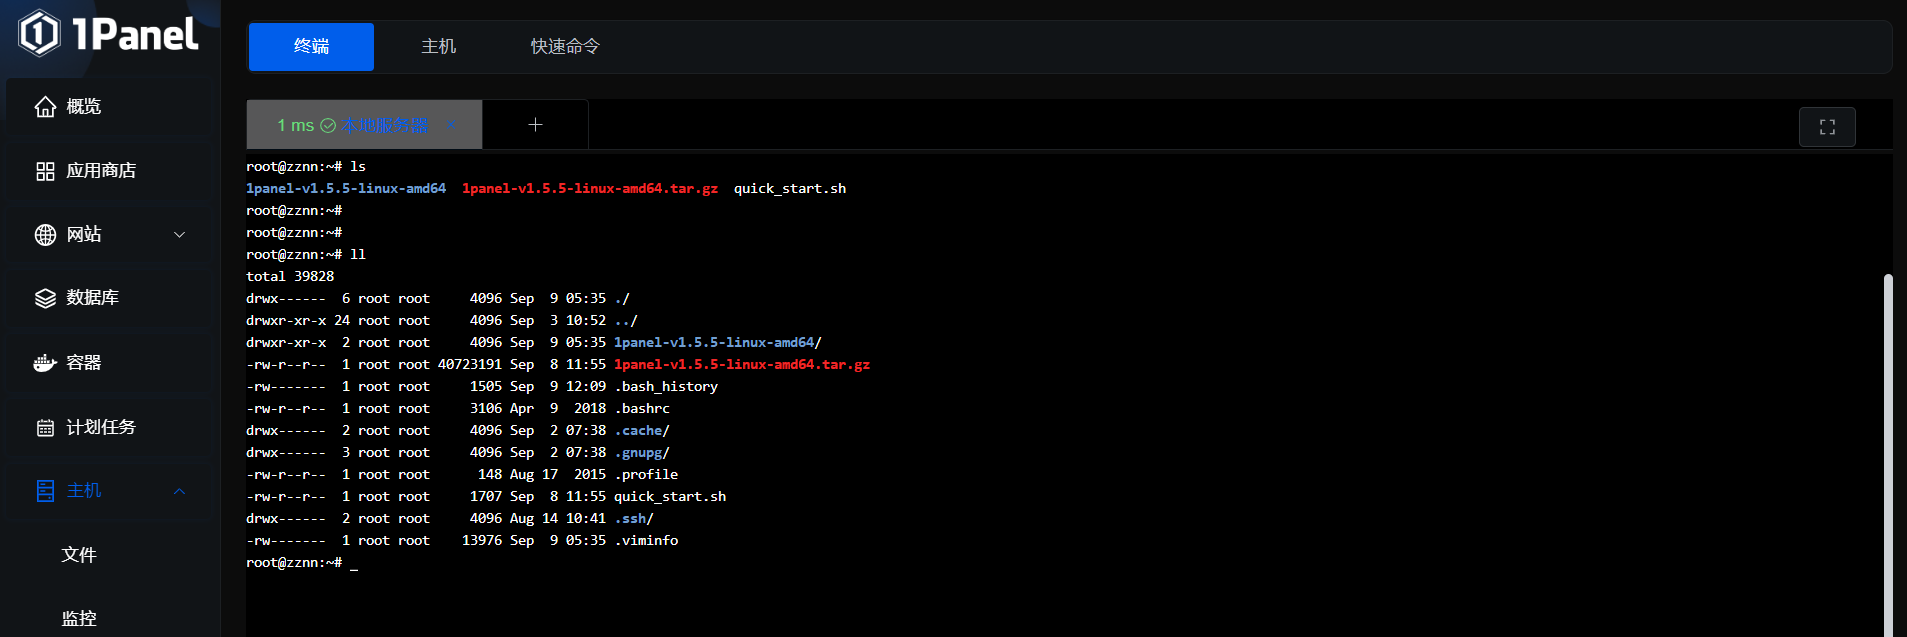 1Panel
概览
应用商店
网站
数据库
容器
计划任务
主机
文件
监控
终端 主机 快速命令
1 ms 本地服务器
root@zznn:~# ls
1panel-v1.5.5-linux-amd64  1panel-v1.5.5-linux-amd64.tar.gz  quick_start.sh
root@zznn:~#
root@zznn:~#
root@zznn:~# ll
total 39828
drwx------  6 root root     4096 Sep  9 05:35 ./
drwxr-xr-x 24 root root     4096 Sep  3 10:52 ../
drwxr-xr-x  2 root root     4096 Sep  9 05:35 1panel-v1.5.5-linux-amd64/
-rw-r--r--  1 root root 40723191 Sep  8 11:55 1panel-v1.5.5-linux-amd64.tar.gz
-rw-------  1 root root     1505 Sep  9 12:09 .bash_history
-rw-r--r--  1 root root     3106 Apr  9  2018 .bashrc
drwx------  2 root root     4096 Sep  2 07:38 .cache/
drwx------  3 root root     4096 Sep  2 07:38 .gnupg/
-rw-r--r--  1 root root      148 Aug 17  2015 .profile
-rw-r--r--  1 root root     1707 Sep  8 11:55 quick_start.sh
drwx------  2 root root     4096 Aug 14 10:41 .ssh/
-rw-------  1 root root    13976 Sep  9 05:35 .viminfo
root@zznn:~# _